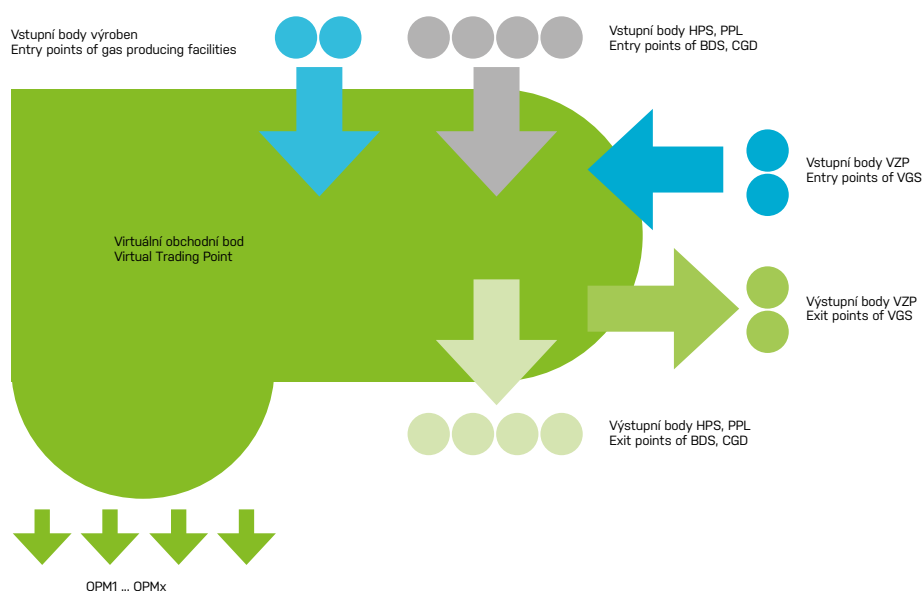 Vstupní body výroben
Entry points of gas producing facilities
Vstupní body HPS, PPL
Entry points of BDS, CGD
Vstupní body VZP
Entry points of VGS
Virtuální obchodní bod
Virtual Trading Point
Výstupní body VZP
Exit points of VGS
Výstupní body HPS, PPL
Exit points of BDS, CGD
OPM1 ... OPMx